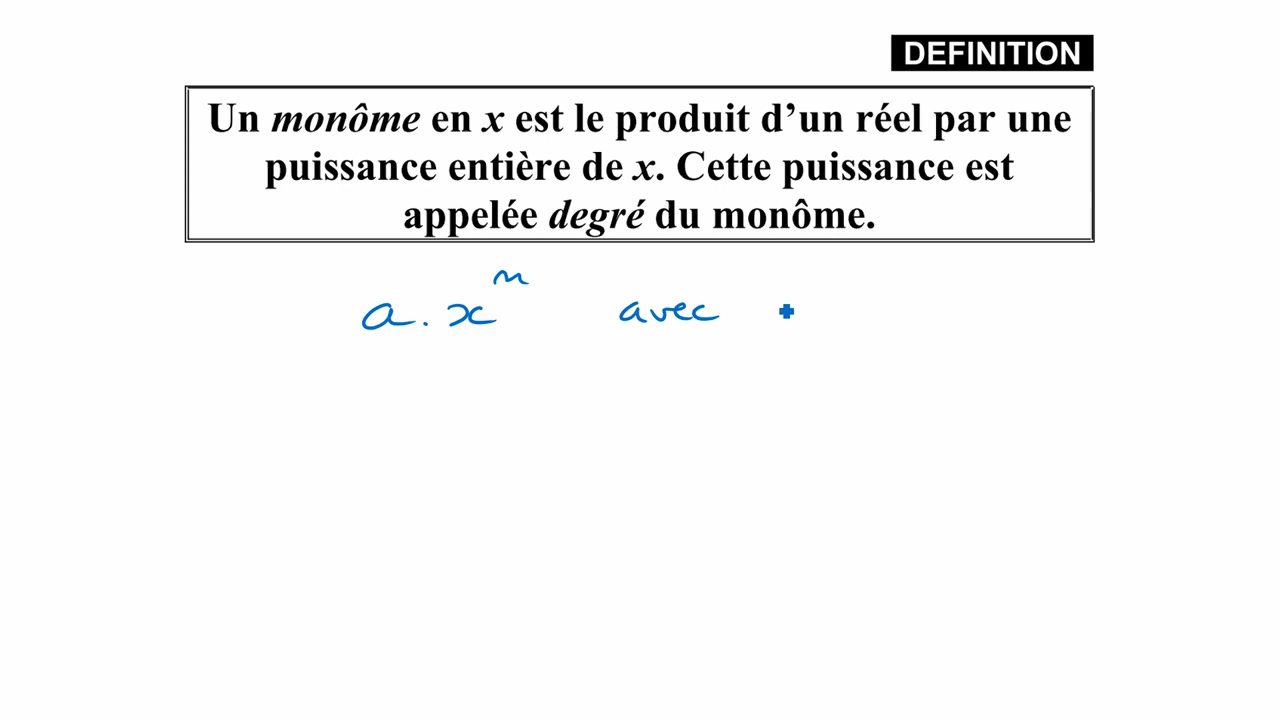 DEFINITION
Un monôme en x est le produit d’un réel par une
puissance entière de x. Cette puissance est
appelée degré du monôme.
a . x^n avec